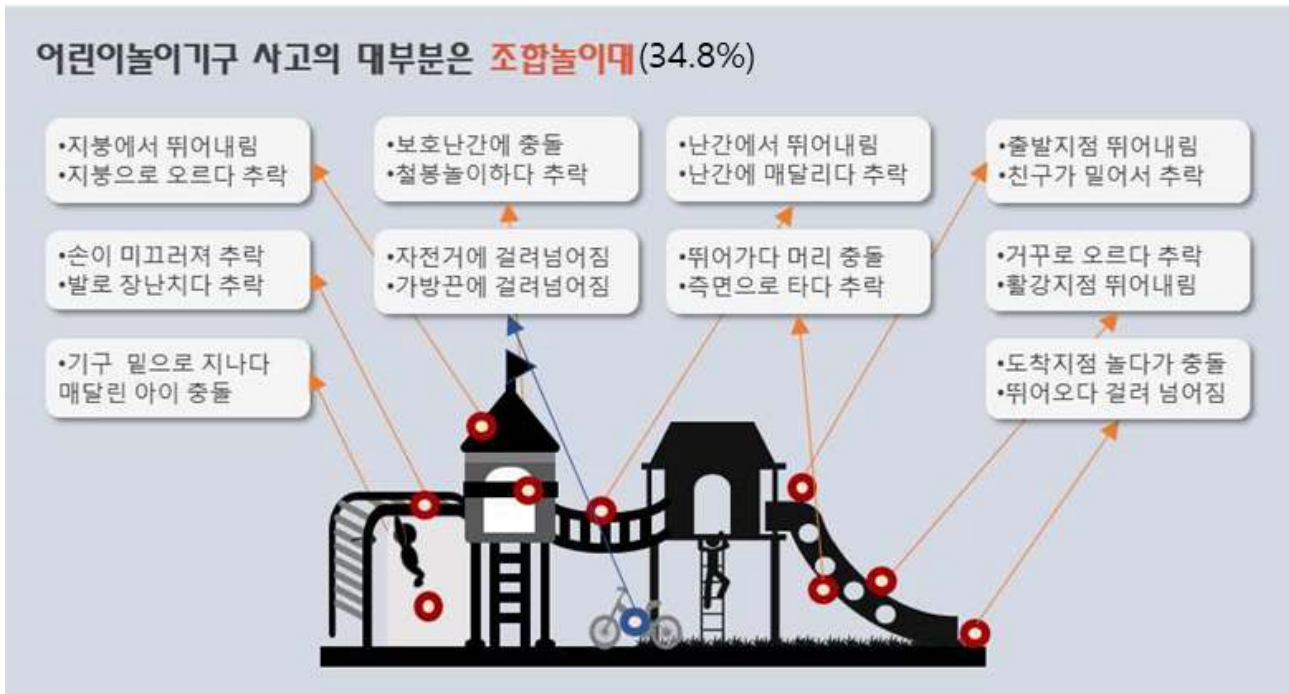 어린이놀이기구 사고의 대부분은 조합놀이대(34.8%)
•지붕에서 뛰어내림
•지붕으로 오르다 추락
•보호난간에 충돌
•철봉놀이하다 추락
•난간에서 뛰어내림
•난간에 매달리다 추락
•출발지점 뛰어내림
•친구가 밀어서 추락
•손이 미끄러져 추락
•발로 장난치다 추락
•자전거에 걸려넘어짐
•가방끈에 걸려넘어짐
•뛰어가다 머리 충돌
•측면으로 타다 추락
•거꾸로 오르다 추락
•활강지점 뛰어내림
•기구 밑으로 지나다
매달린 아이 충돌
•도착지점 놀다가 충돌
•뛰어오다 걸려 넘어짐